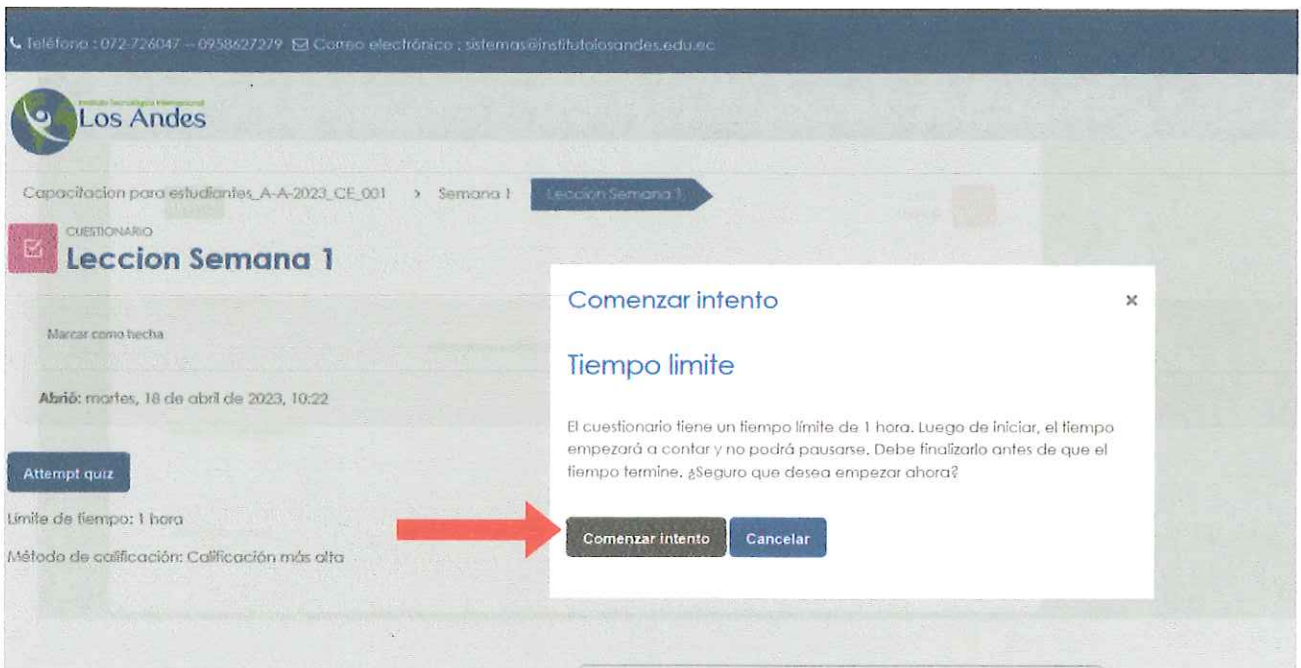 Teléfono : 072-726047 – 0958627279 Correo electrónico : sistemas@institutolosandes.edu.ec
Instituto Tecnológico Internacional
Los Andes
Capacitacion para estudiantes_A-A-2023_CE_001 > Semana 1 Leccion Semana 1
CUESTIONARIO
Leccion Semana 1
Marcar como hecha
Abrió: martes, 18 de abril de 2023, 10:22
Attempt quiz
Límite de tiempo: 1 hora
Método de calificación: Calificación más alta
Comenzar intento ×
Tiempo limite
El cuestionario tiene un tiempo límite de 1 hora. Luego de iniciar, el tiempo
empezará a contar y no podrá pausarse. Debe finalizarlo antes de que el
tiempo termine. ¿Seguro que desea empezar ahora?
Comenzar intento Cancelar